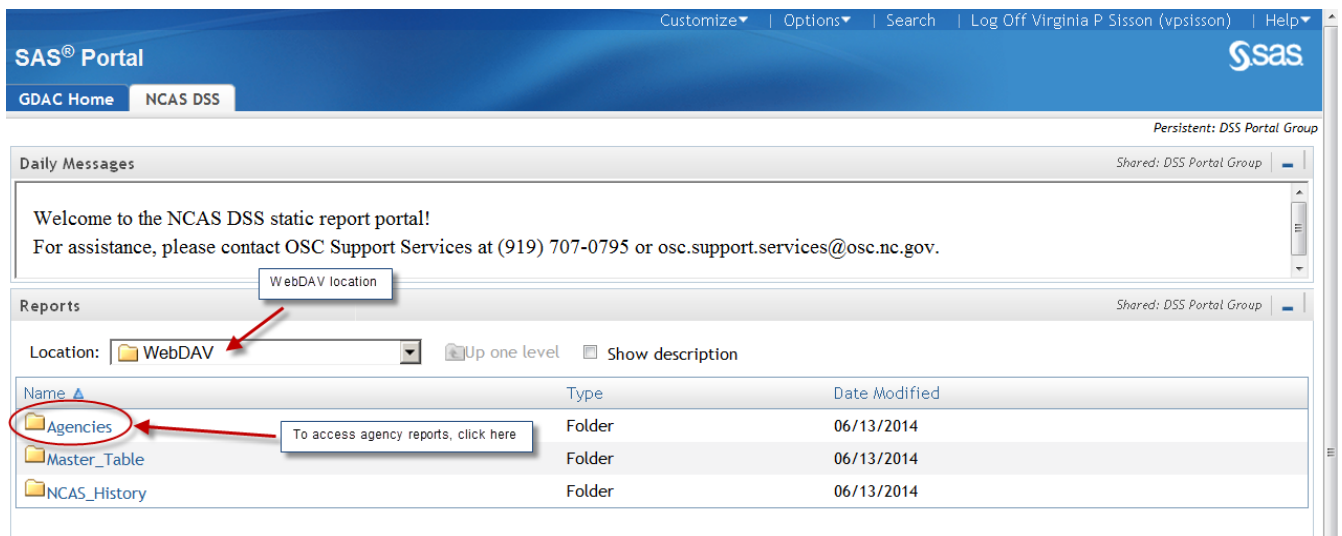 Customize▼ | Options▼ | Search | Log Off Virginia P Sisson (vpsisson) | Help▼
SAS® Portal
sas
GDAC Home NCAS DSS
Persistent: DSS Portal Group
Daily Messages Shared: DSS Portal Group
Welcome to the NCAS DSS static report portal!
For assistance, please contact OSC Support Services at (919) 707-0795 or osc.support.services@osc.nc.gov.
WebDAV location
Reports Shared: DSS Portal Group
Location: WebDAV Up one level Show description
Name Type Date Modified
Agencies Folder 06/13/2014
To access agency reports, click here
Master_Table Folder 06/13/2014
NCAS_History Folder 06/13/2014